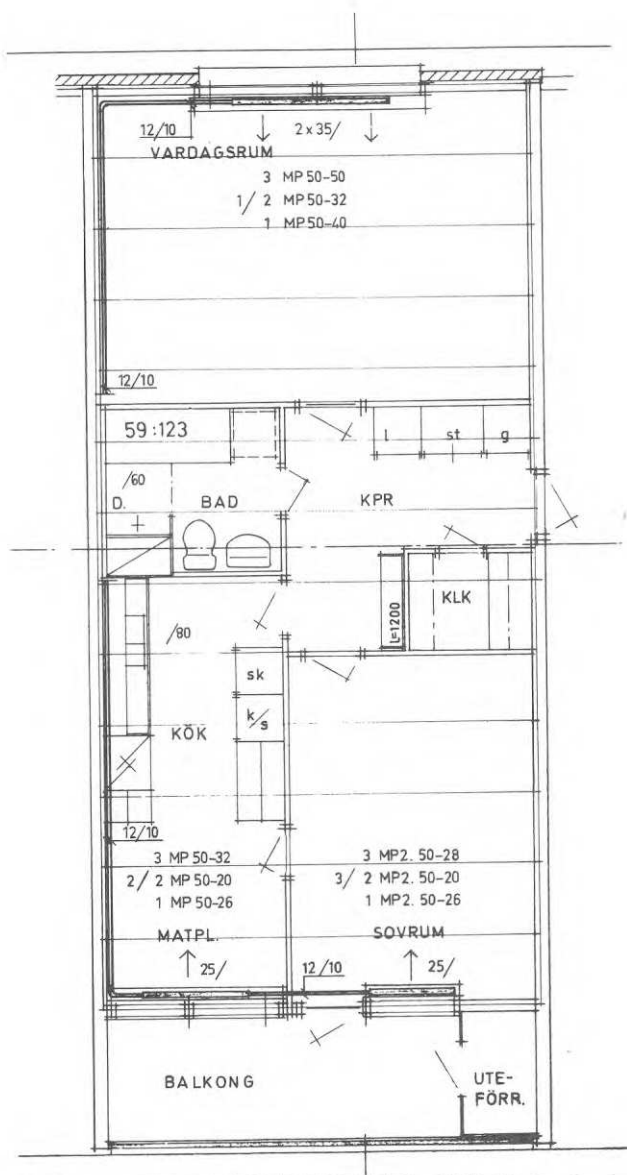 12/10
2x35/
VARDAGSRUM
3 MP 50-50
1/ 2 MP 50-32
1 MP 50-40
12/10
59:123
l st g
/60
D. BAD KPR
KLK
L=1200
/80
sk
k/s
KÖK
12/10
3 MP 50-32
2/ 2 MP 50-20
1 MP 50-26
MATPL.
25/
3 MP2. 50-28
3/ 2 MP2. 50-20
1 MP2. 50-26
SOVRUM
12/10
25/
BALKONG
UTE-
FÖRR.